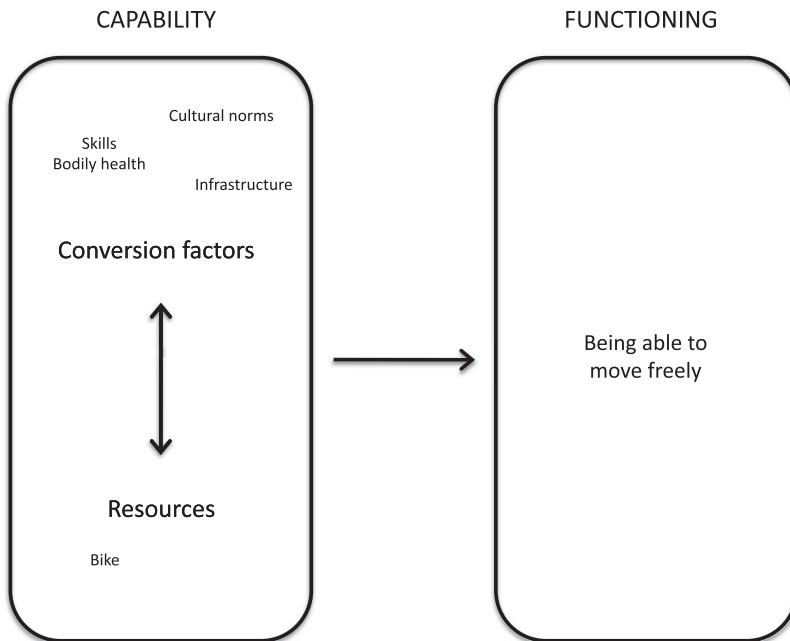 CAPABILITY
FUNCTIONING
Cultural norms
Skills
Bodily health
Infrastructure
Conversion factors
Being able to
move freely
Resources
Bike